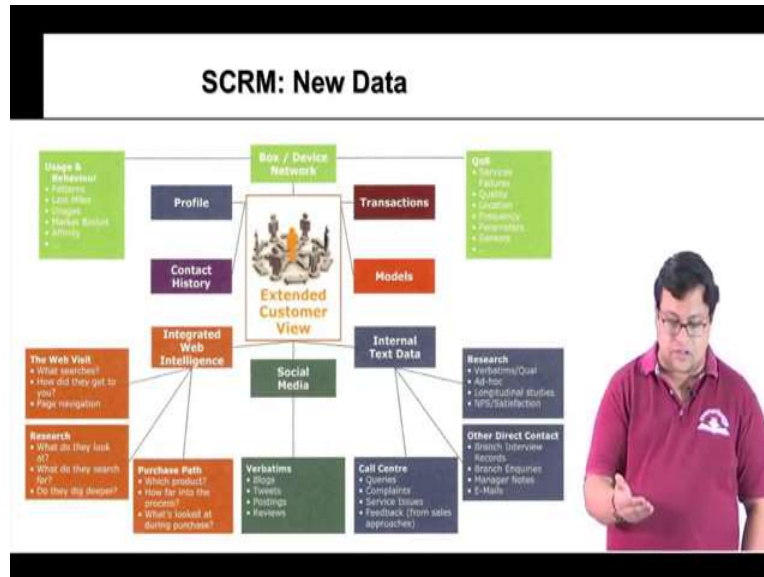 SCRM: New Data
Usage &
Behaviour
• Patterns
• Last Miles
• Usages
• Market Basket
• Affinity
• ...
Box / Device
Network
QoS
• Services
Failures
• Quality
• Location
• Frequency
• Parameters
• Sensors
• ...
Profile
Transactions
Contact
History
Models
Extended
Customer
View
Integrated
Web
Intelligence
Social
Media
Internal
Text Data
The Web Visit
• What searches?
• How did they get to
you?
• Page navigation
Research
• Verbatims/Qual
• Ad-hoc
• Longitudinal studies
• NPS/Satisfaction
Research
• What do they look
at?
• What do they search
for?
• Do they dig deeper?
Purchase Path
• Which product?
• How far into the
process?
• What's looked at
during purchase?
Verbatims
• Blogs
• Tweets
• Postings
• Reviews
Call Centre
• Queries
• Complaints
• Service Issues
• Feedback (from sales
approaches)
Other Direct Contact
• Branch Interview
Records
• Branch Enquiries
• Manager Notes
• E-Mails